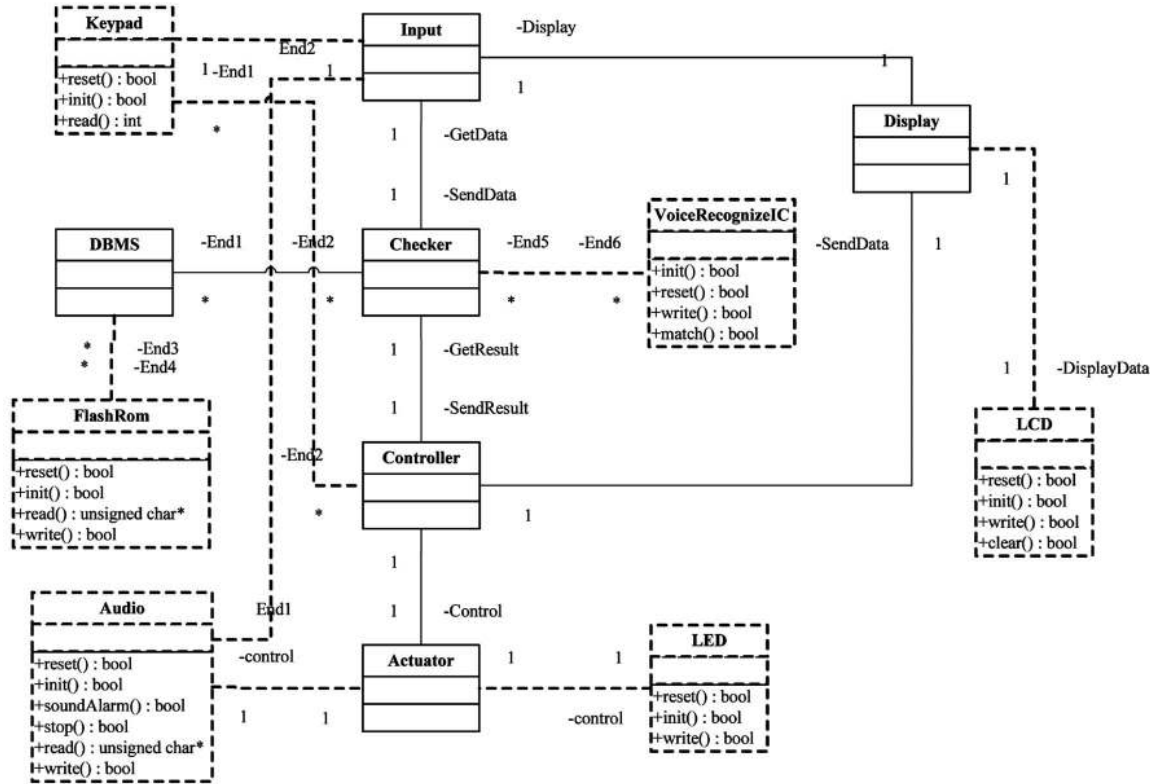 Keypad
+reset() : bool
+init() : bool
+read() : int
Input
-Display
End2
1
-End1
1
1
1
*
Display
1
-GetData
1
-SendData
1
-SendData
1
VoiceRecognizeIC
+init() : bool
+reset() : bool
+write() : bool
+match() : bool
DBMS
-End1
-End2
Checker
-End5
-End6
*
*
*
*
*
-End3
*
-End4
1
-GetResult
1
-SendResult
1
-DisplayData
FlashRom
+reset() : bool
+init() : bool
+read() : unsigned char*
+write() : bool
-End2
Controller
*
1
LCD
+reset() : bool
+init() : bool
+write() : bool
+clear() : bool
1
1
-Control
Audio
+reset() : bool
+init() : bool
+soundAlarm() : bool
+stop() : bool
+read() : unsigned char*
+write() : bool
End1
-control
Actuator
1
1
1
1
-control
LED
+reset() : bool
+init() : bool
+write() : bool